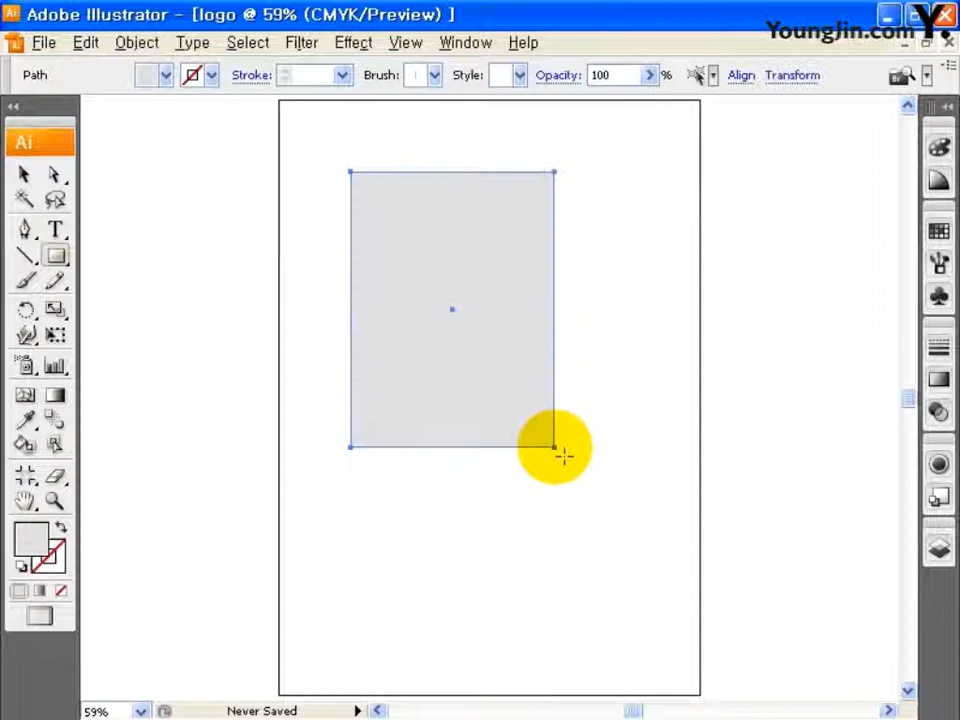 Adobe Illustrator - [logo @ 59% (CMYK/Preview) ]
YoungJin.com Y.
File Edit Object Type Select Filter Effect View Window Help
Path Stroke: Brush: Style: Opacity: 100 % Align Transform
Ai
T
59% Never Saved